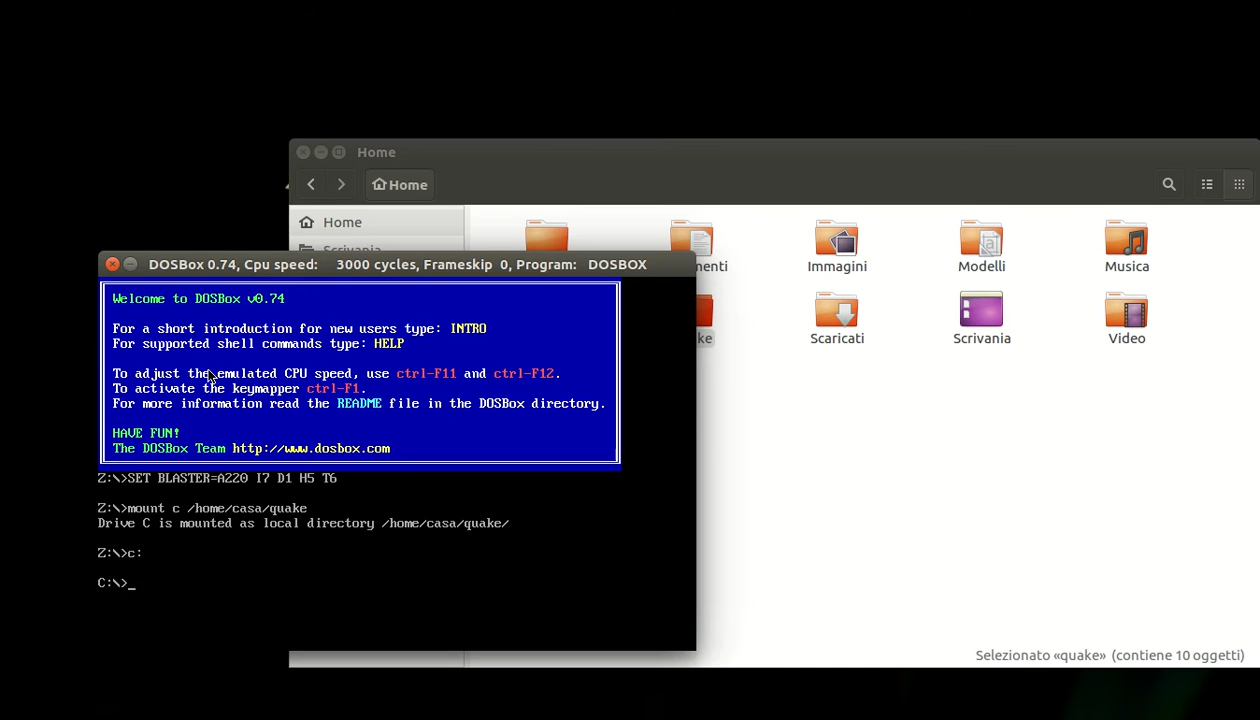 Home
Home
Home
Scrivania
menti
Immagini
Modelli
Musica
ke
Scaricati
Scrivania
Video
Selezionato «quake» (contiene 10 oggetti)
DOSBox 0.74, Cpu speed: 3000 cycles, Frameskip 0, Program: DOSBOX
Welcome to DOSBox v0.74
For a short introduction for new users type: INTRO
For supported shell commands type: HELP
To adjust the emulated CPU speed, use ctrl-F11 and ctrl-F12.
To activate the keymapper ctrl-F1.
For more information read the README file in the DOSBox directory.
HAVE FUN!
The DOSBox Team http://www.dosbox.com
Z:\>SET BLASTER=A220 I7 D1 H5 T6
Z:\>mount c /home/casa/quake
Drive C is mounted as local directory /home/casa/quake/
Z:\>c:
C:\>_